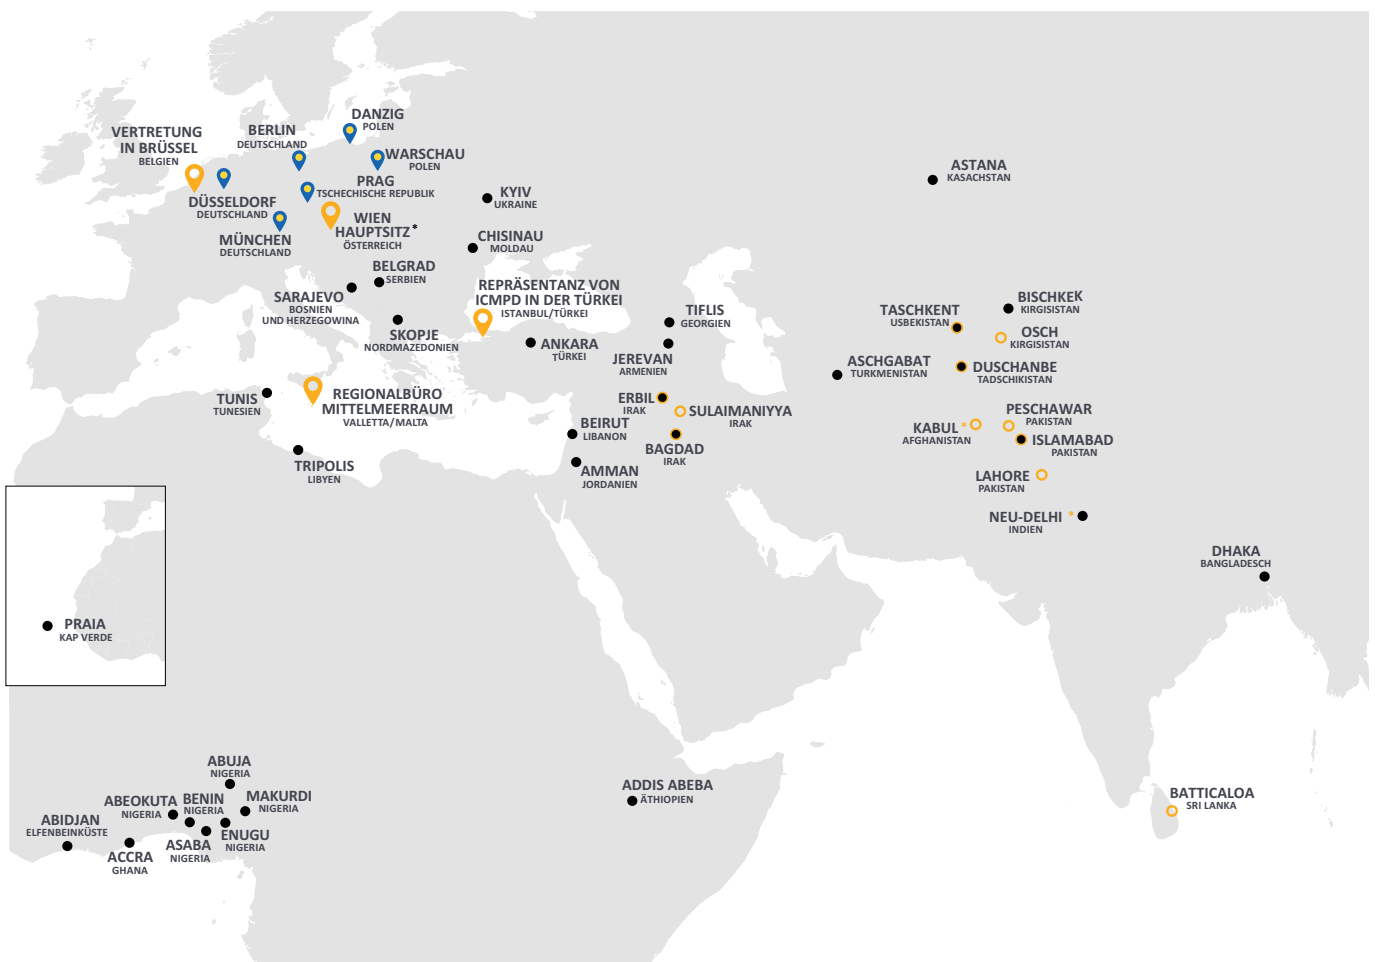 DANZIG
POLEN
BERLIN
DEUTSCHLAND
VERTRETUNG
IN BRÜSSEL
BELGIEN
WARSCHAU
POLEN
PRAG
TSCHECHISCHE REPUBLIK
DÜSSELDORF
DEUTSCHLAND
WIEN
HAUPTSITZ *
ÖSTERREICH
MÜNCHEN
DEUTSCHLAND
KYIV
UKRAINE
CHISINAU
MOLDAU
ASTANA
KASACHSTAN
BELGRAD
SERBIEN
SARAJEVO
BOSNIEN
UND HERZEGOWINA
REPRÄSENTANZ VON
ICMPD IN DER TÜRKEI
ISTANBUL/TÜRKEI
SKOPJE
NORDMAZEDONIEN
ANKARA
TÜRKEI
TIFLIS
GEORGIEN
JEREVAN
ARMENIEN
TASCHKENT
USBEKISTAN
BISCHKEK
KIRGISISTAN
OSCH
KIRGISISTAN
ASCHGABAT
TURKMENISTAN
DUSCHANBE
TADSCHIKISTAN
TUNIS
TUNESIEN
REGIONALBÜRO
MITTELMEERRAUM
VALLETTA/MALTA
ERBIL
IRAK
SULAIMANIYYA
IRAK
BEIRUT
LIBANON
BAGDAD
IRAK
KABUL *
AFGHANISTAN
PESCHAWAR
PAKISTAN
ISLAMABAD
PAKISTAN
TRIPOLIS
LIBYEN
AMMAN
JORDANIEN
LAHORE
PAKISTAN
NEU-DELHI *
INDIEN
DHAKA
BANGLADESCH
PRAIA
KAP VERDE
ABUJA
NIGERIA
ABEOKUTA
NIGERIA
BENIN
NIGERIA
MAKURDI
NIGERIA
ABIDJAN
ELFENBEINKÜSTE
ENUGU
NIGERIA
ASABA
NIGERIA
ACCRA
GHANA
ADDIS ABEBA
ÄTHIOPIEN
BATTICALOA
SRI LANKA